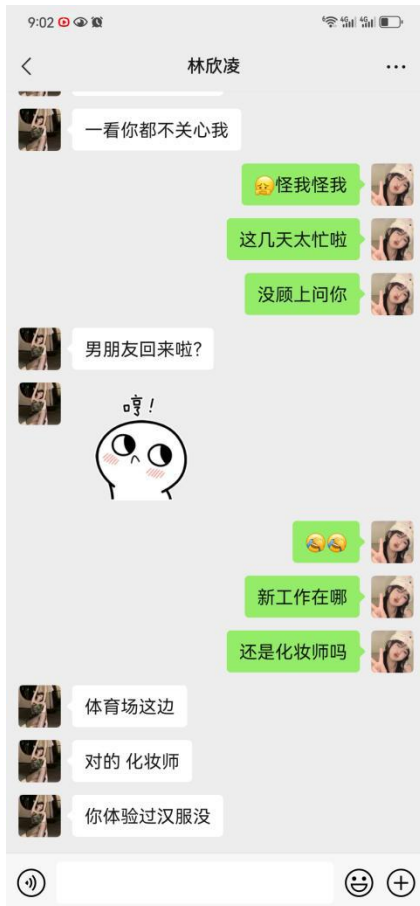 9:02
林欣凌
一看你都不关心我
怪我怪我
这几天太忙啦
没顾上问你
男朋友回来啦?
哼!
新工作在哪
还是化妆师吗
体育场这边
对的 化妆师
你体验过汉服没